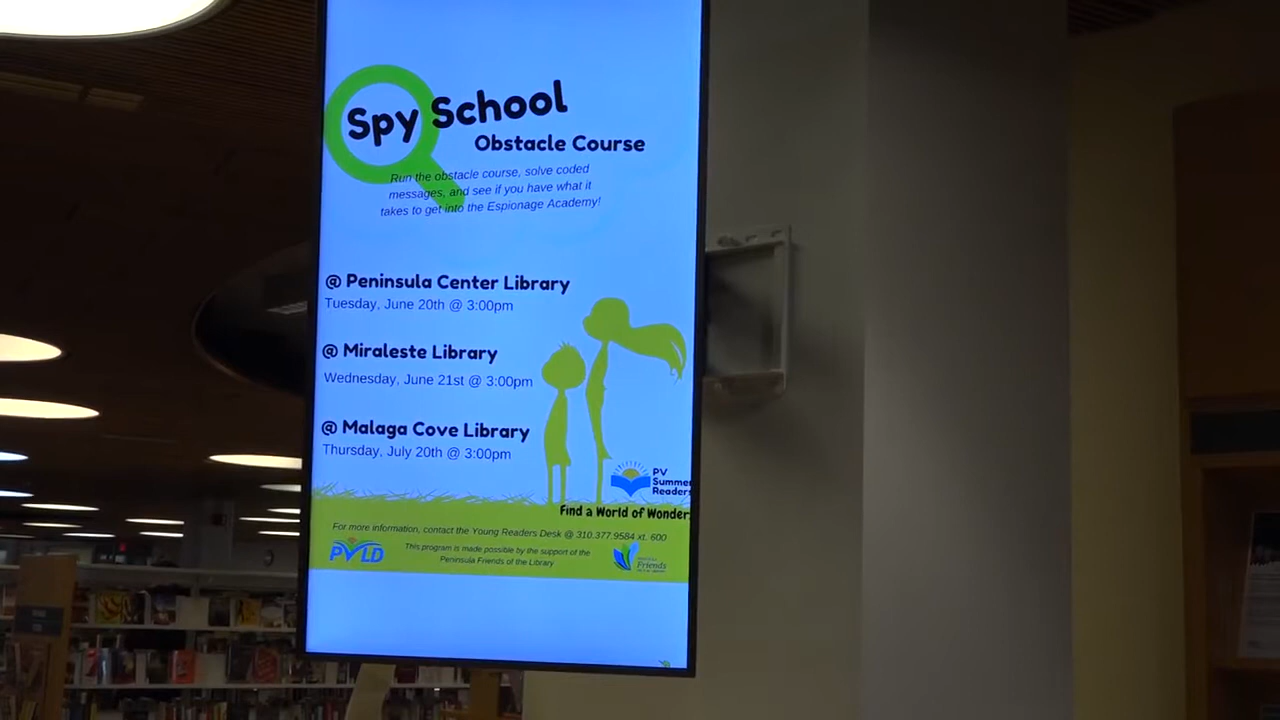 Spy School
Obstacle Course
Run the obstacle course, solve coded
messages, and see if you have what it
takes to get into the Espionage Academy!
@ Peninsula Center Library
Tuesday, June 20th @ 3:00pm
@ Miraleste Library
Wednesday, June 21st @ 3:00pm
@ Malaga Cove Library
Thursday, July 20th @ 3:00pm
PV
Summer
Readers
Find a World of Wonder
For more information, contact the Young Readers Desk @ 310.377.9584 xt. 600
PVLD
This program is made possible by the support of the
Peninsula Friends of the Library
Friends